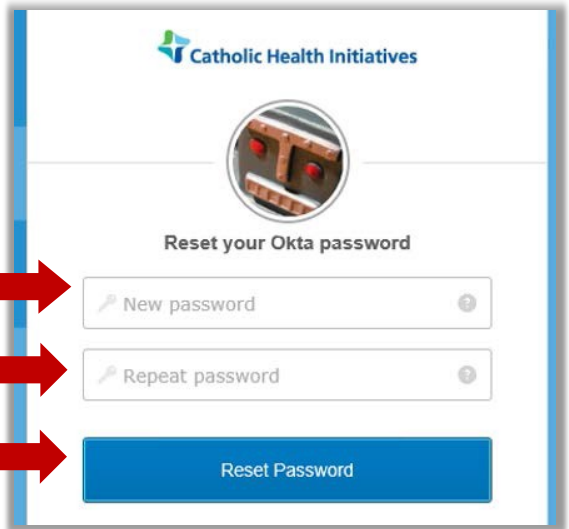 Catholic Health Initiatives
Reset your Okta password
New password
Repeat password
Reset Password